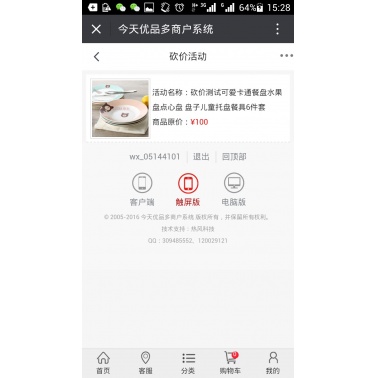 3G G 64% 15:28
× 今天优品多商户系统
砍价活动
活动名称：砍价测试可爱卡通餐盘水果
盘点心盘 盘子儿童托盘餐具6件套
商品原价：¥100
wx_05144101 | 退出 | 回顶部
客户端 触屏版 电脑版
© 2005-2016 今天优品多商户系统 版权所有，并保留所有权利。
技术支持：热风科技
QQ：309485552、120029121
首页 客服 分类 购物车 我的